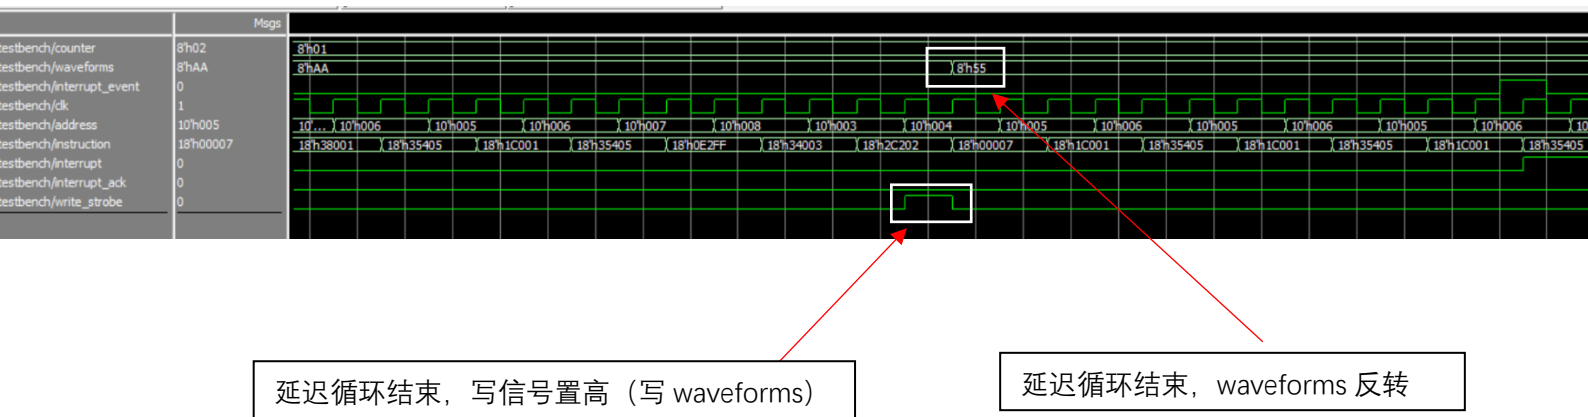 Msgs
testbench/counter 8'h02 8'h01
testbench/waveforms 8'hAA 8'hAA 8'h55
testbench/interrupt_event 0
testbench/clk 1
testbench/address 10'h005 10'... 10'h006 10'h005 10'h006 10'h007 10'h008 10'h003 10'h004 10'h005 10'h006 10'h005 10'h006 10'h005 10'h006 10
testbench/instruction 18'h00007 18'h38001 18'h35405 18'h1C001 18'h35405 18'h0E2FF 18'h34003 18'h2C202 18'h00007 18'h1C001 18'h35405 18'h1C001 18'h35405 18'h1C001 18'h35405
testbench/interrupt 0
testbench/interrupt_ack 0
testbench/write_strobe 0
延迟循环结束，写信号置高（写 waveforms）
延迟循环结束，waveforms 反转